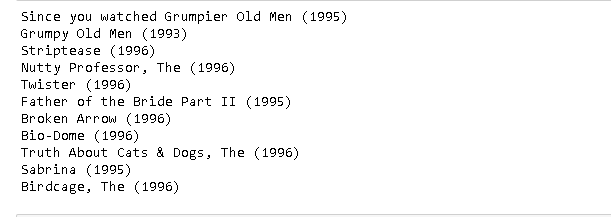 Since you watched Grumpier Old Men (1995)
Grumpy Old Men (1993)
Striptease (1996)
Nutty Professor, The (1996)
Twister (1996)
Father of the Bride Part II (1995)
Broken Arrow (1996)
Bio-Dome (1996)
Truth About Cats & Dogs, The (1996)
Sabrina (1995)
Birdcage, The (1996)